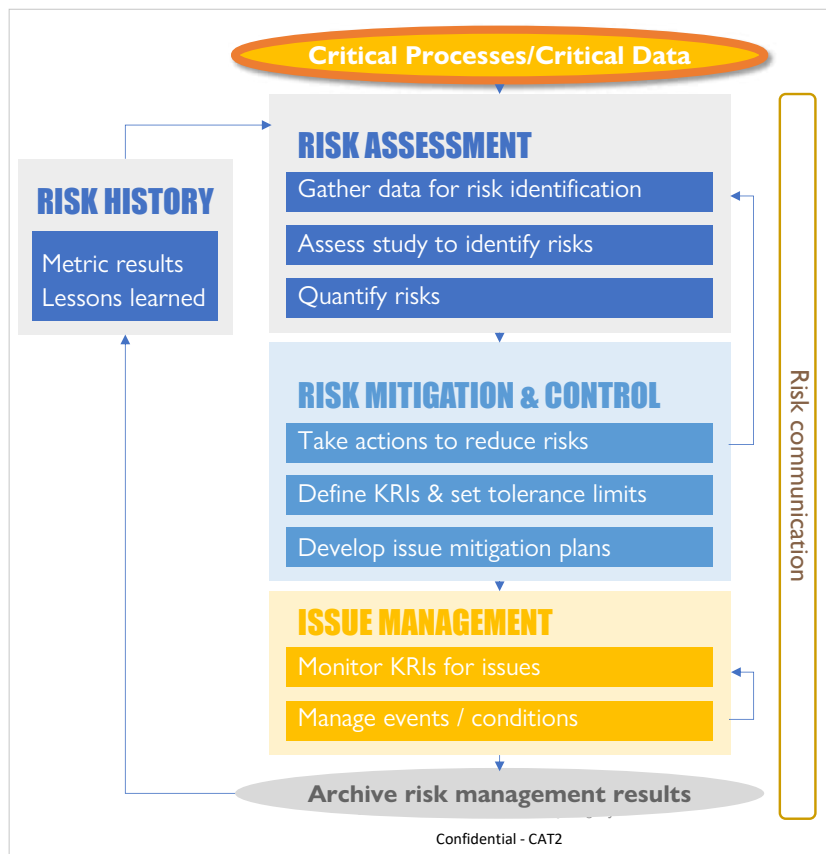 Critical Processes/Critical Data
RISK ASSESSMENT
Gather data for risk identification
Assess study to identify risks
Quantify risks
RISK HISTORY
Metric results
Lessons learned
RISK MITIGATION & CONTROL
Take actions to reduce risks
Define KRIs & set tolerance limits
Develop issue mitigation plans
ISSUE MANAGEMENT
Monitor KRIs for issues
Manage events / conditions
Archive risk management results
Risk communication
Confidential - CAT2